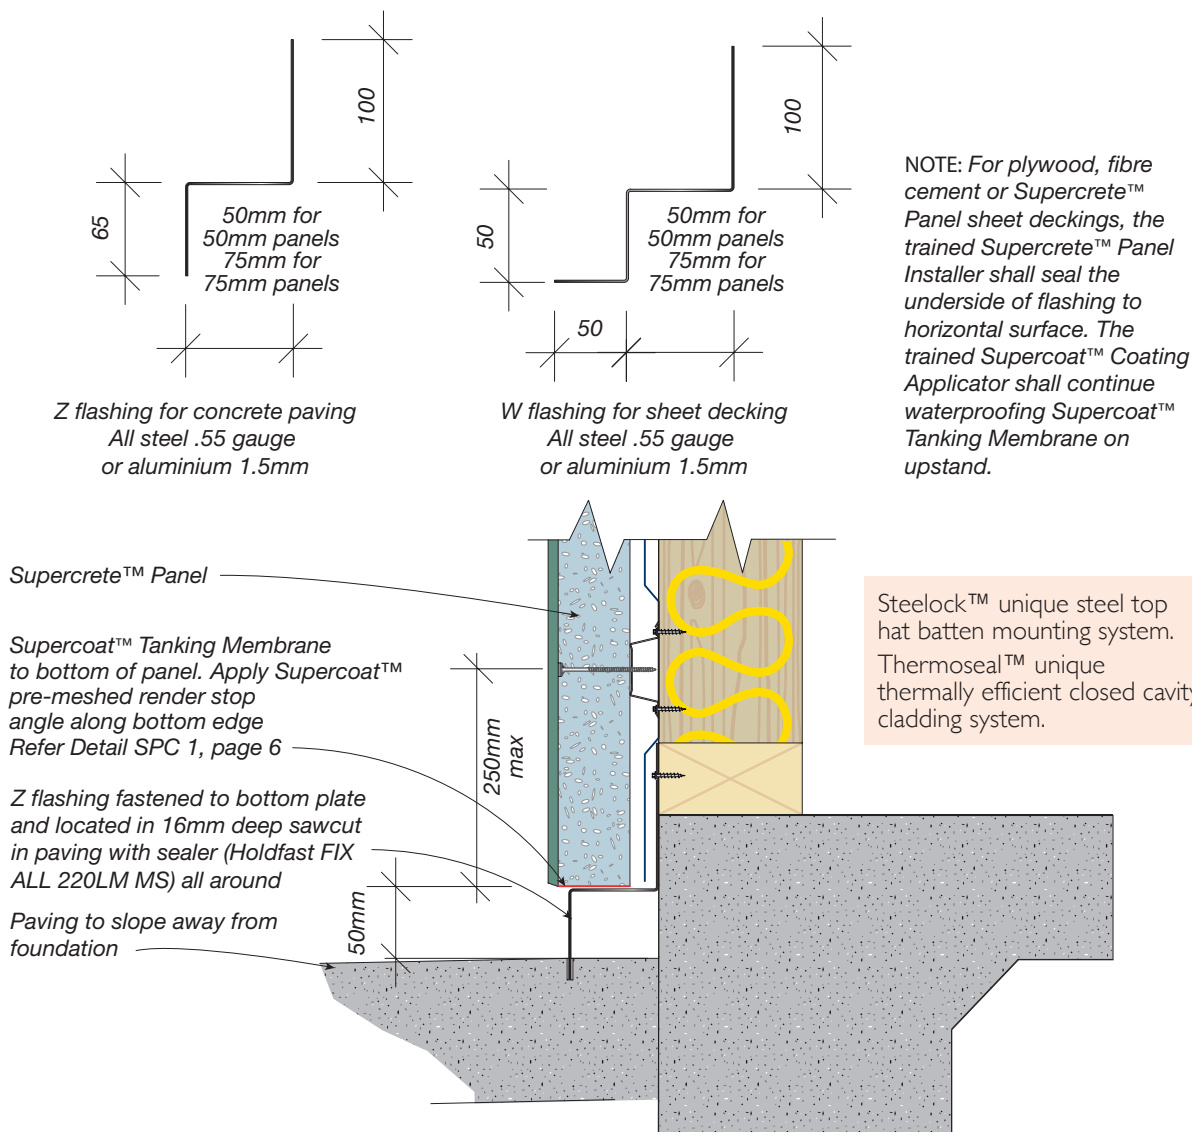 100
65
50mm for
50mm panels
75mm for
75mm panels
Z flashing for concrete paving
All steel .55 gauge
or aluminium 1.5mm
100
50
50mm for
50mm panels
75mm for
75mm panels
50
W flashing for sheet decking
All steel .55 gauge
or aluminium 1.5mm
NOTE: For plywood, fibre
cement or Supercrete™
Panel sheet deckings, the
trained Supercrete™ Panel
Installer shall seal the
underside of flashing to
horizontal surface. The
trained Supercoat™ Coating
Applicator shall continue
waterproofing Supercoat™
Tanking Membrane on
upstand.
Supercrete™ Panel
Supercoat™ Tanking Membrane
to bottom of panel. Apply Supercoat™
pre-meshed render stop
angle along bottom edge
Refer Detail SPC 1, page 6
Z flashing fastened to bottom plate
and located in 16mm deep sawcut
in paving with sealer (Holdfast FIX
ALL 220LM MS) all around
Paving to slope away from
foundation
250mm
max
50mm
Steelock™ unique steel top
hat batten mounting system.
Thermoseal™ unique
thermally efficient closed cavity
cladding system.